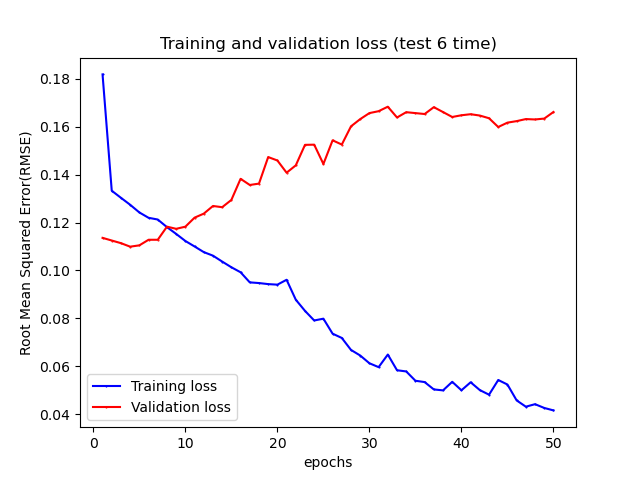 Training and validation loss (test 6 time)
Root Mean Squared Error(RMSE)
0.18
0.16
0.14
0.12
0.10
0.08
0.06
0.04
Training loss
Validation loss
0 10 20 30 40 50
epochs